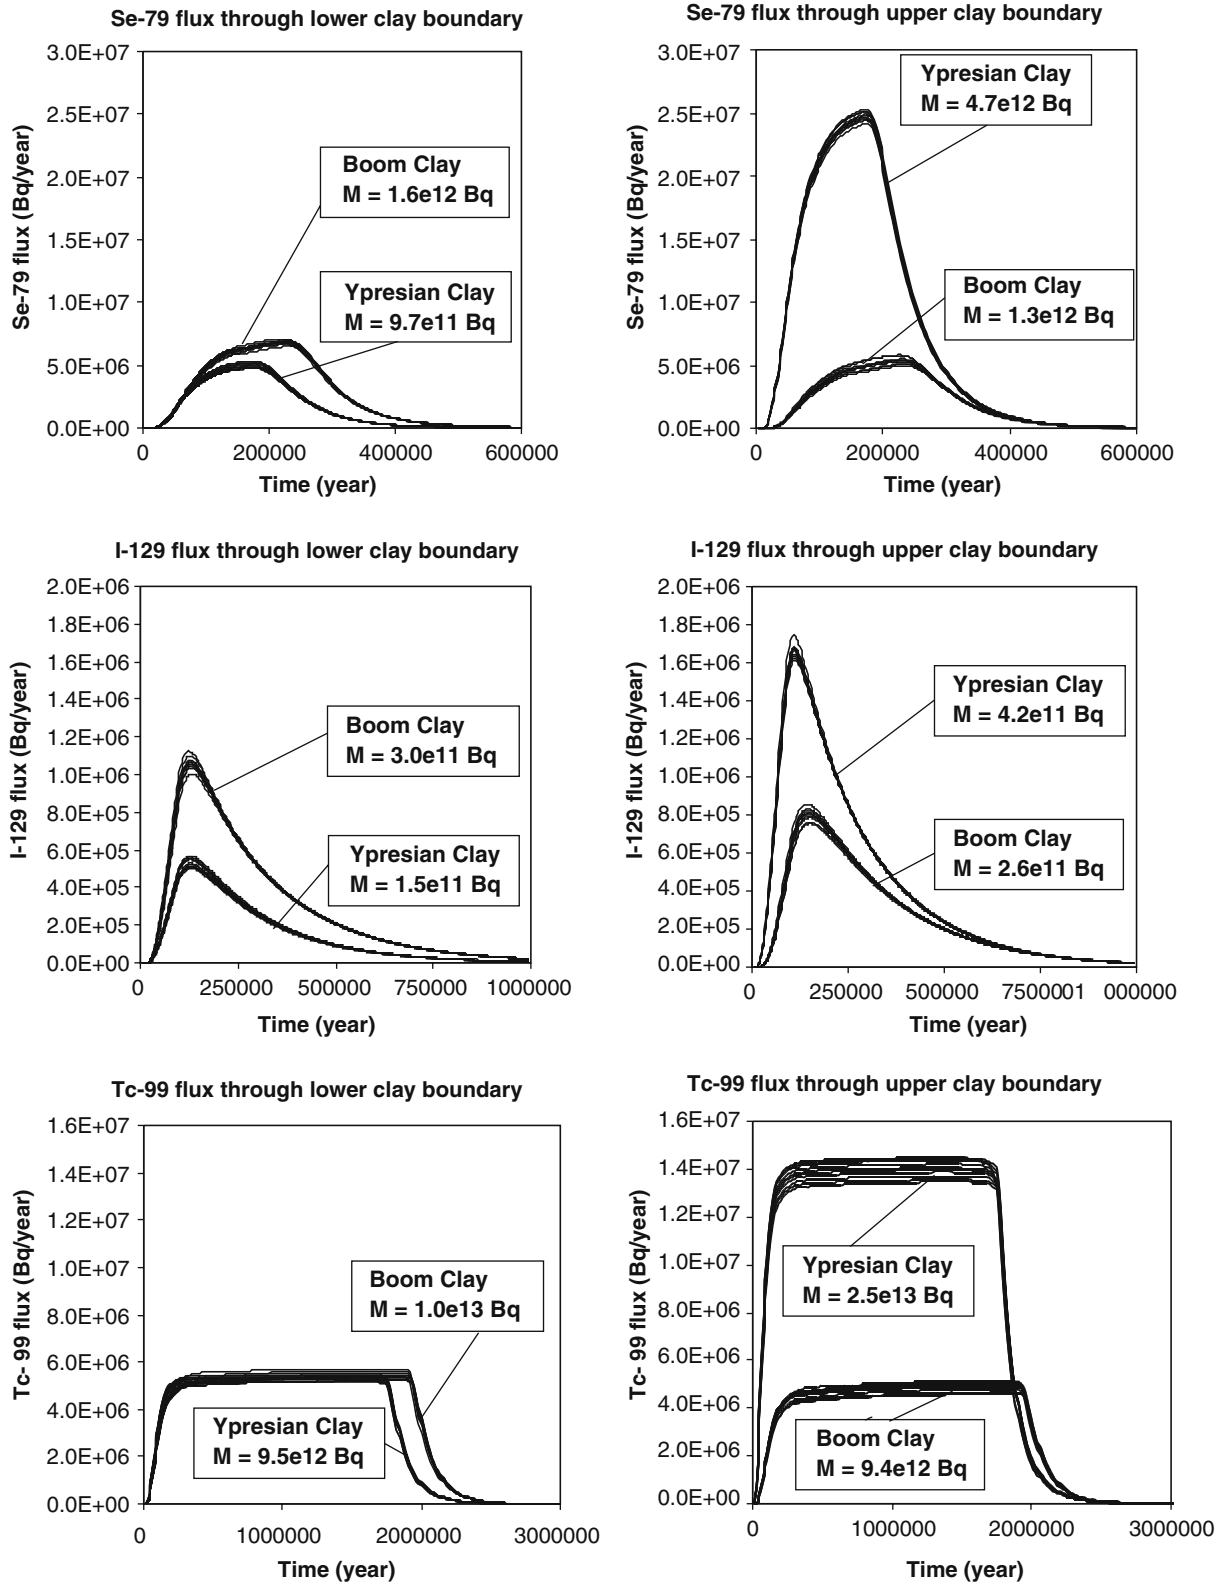 Se-79 flux through lower clay boundary
3.0E+07
2.5E+07
2.0E+07
1.5E+07
1.0E+07
5.0E+06
0.0E+00
Se-79 flux (Bq/year)
Boom Clay
M = 1.6e12 Bq
Ypresian Clay
M = 9.7e11 Bq
0 200000 400000 600000
Time (year)
Se-79 flux through upper clay boundary
3.0E+07
2.5E+07
2.0E+07
1.5E+07
1.0E+07
5.0E+06
0.0E+00
Se-79 flux (Bq/year)
Ypresian Clay
M = 4.7e12 Bq
Boom Clay
M = 1.3e12 Bq
0 200000 400000 600000
Time (year)
I-129 flux through lower clay boundary
2.0E+06
1.8E+06
1.6E+06
1.4E+06
1.2E+06
1.0E+06
8.0E+05
6.0E+05
4.0E+05
2.0E+05
0.0E+00
I-129 flux (Bq/year)
Boom Clay
M = 3.0e11 Bq
Ypresian Clay
M = 1.5e11 Bq
0 250000 500000 750000 1000000
Time (year)
I-129 flux through upper clay boundary
2.0E+06
1.8E+06
1.6E+06
1.4E+06
1.2E+06
1.0E+06
8.0E+05
6.0E+05
4.0E+05
2.0E+05
0.0E+00
I-129 flux (Bq/year)
Ypresian Clay
M = 4.2e11 Bq
Boom Clay
M = 2.6e11 Bq
0 250000 500000 7500001 000000
Time (year)
Tc-99 flux through lower clay boundary
1.6E+07
1.4E+07
1.2E+07
1.0E+07
8.0E+06
6.0E+06
4.0E+06
2.0E+06
0.0E+00
Tc- 99 flux (Bq/year)
Boom Clay
M = 1.0e13 Bq
Ypresian Clay
M = 9.5e12 Bq
0 1000000 2000000 3000000
Time (year)
Tc-99 flux through upper clay boundary
1.6E+07
1.4E+07
1.2E+07
1.0E+07
8.0E+06
6.0E+06
4.0E+06
2.0E+06
0.0E+00
Tc- 99 flux (Bq/year)
Ypresian Clay
M = 2.5e13 Bq
Boom Clay
M = 9.4e12 Bq
0 1000000 2000000 3000000
Time (year)